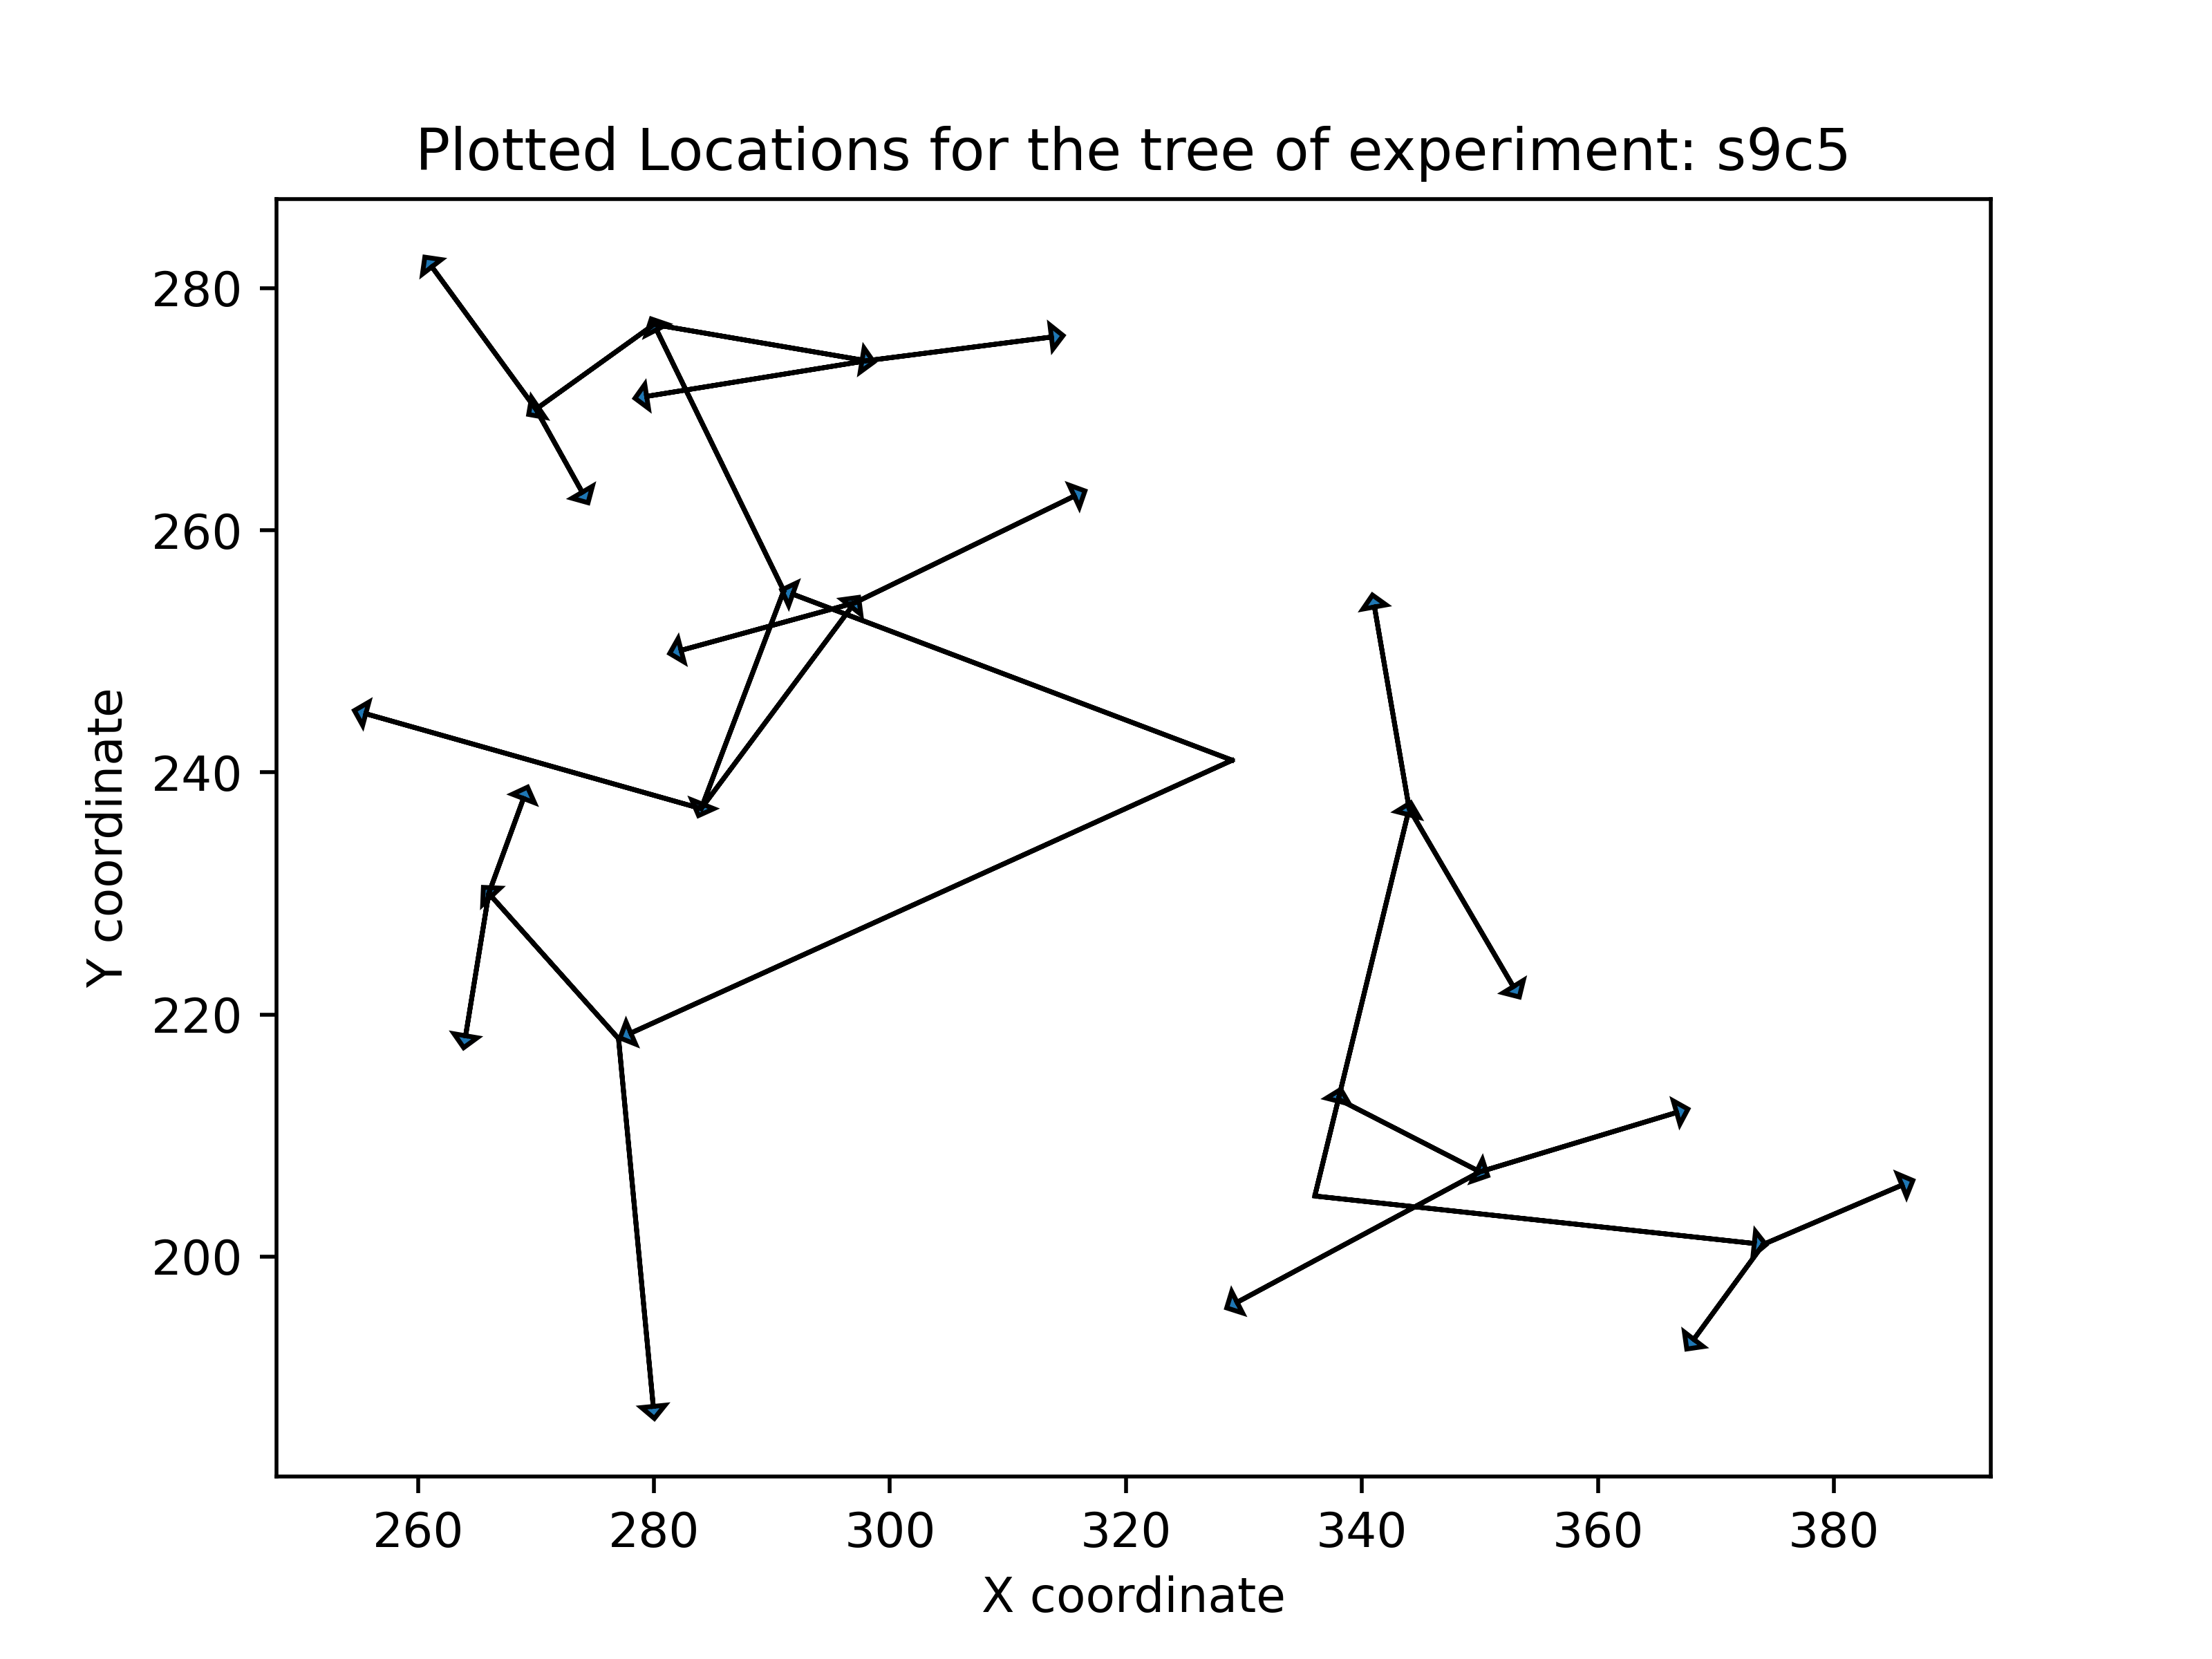 Plotted Locations for the tree of experiment: s9c5
280
260
240
220
200
Y coordinate
260 280 300 320 340 360 380
X coordinate